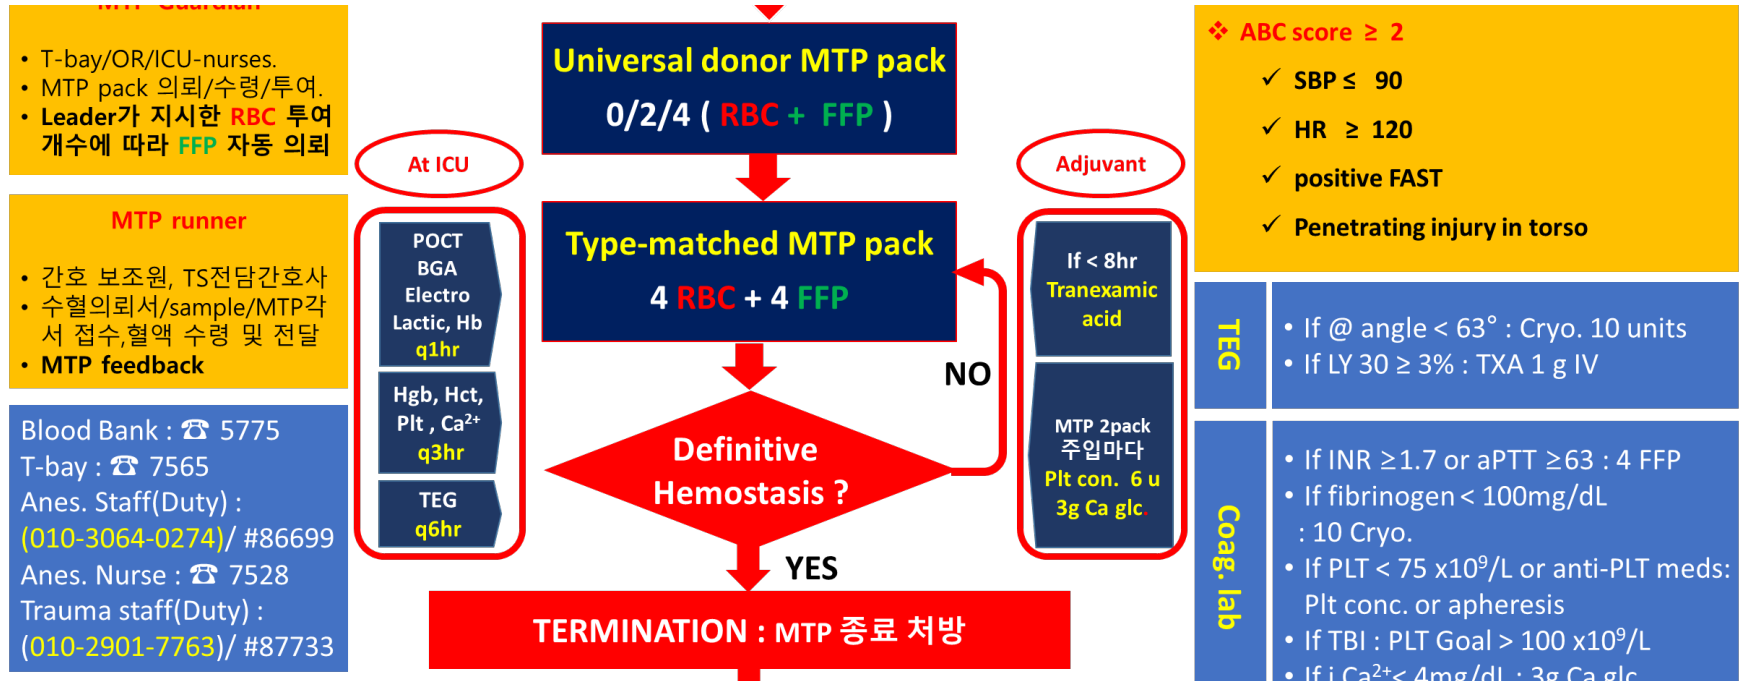 MTP Guardian
• T-bay/OR/ICU-nurses.
• MTP pack 의뢰/수령/투여.
• Leader가 지시한 RBC 투여
개수에 따라 FFP 자동 의뢰
MTP runner
• 간호 보조원, TS전담간호사
• 수혈의뢰서/sample/MTP각
서 접수,혈액 수령 및 전달
• MTP feedback
Blood Bank : ☎ 5775
T-bay : ☎ 7565
Anes. Staff(Duty) :
(010-3064-0274)/ #86699
Anes. Nurse : ☎ 7528
Trauma staff(Duty) :
(010-2901-7763)/ #87733
At ICU
POCT
BGA
Electro
Lactic, Hb
q1hr
Hgb, Hct,
Plt , Ca²⁺
q3hr
TEG
q6hr
Universal donor MTP pack
0/2/4 ( RBC + FFP )
Type-matched MTP pack
4 RBC + 4 FFP
Definitive
Hemostasis ?
NO
YES
TERMINATION : MTP 종료 처방
Adjuvant
If < 8hr
Tranexamic
acid
MTP 2pack
주입마다
Plt con. 6 u
3g Ca glc.
❖ ABC score ≥ 2
✓ SBP ≤ 90
✓ HR ≥ 120
✓ positive FAST
✓ Penetrating injury in torso
TEG
• If @ angle < 63° : Cryo. 10 units
• If LY 30 ≥ 3% : TXA 1 g IV
Coag. lab
• If INR ≥1.7 or aPTT ≥63 : 4 FFP
• If fibrinogen < 100mg/dL
: 10 Cryo.
• If PLT < 75 x10⁹/L or anti-PLT meds:
Plt conc. or apheresis
• If TBI : PLT Goal > 100 x10⁹/L
• If i Ca²⁺< 4mg/dL : 3g Ca glc